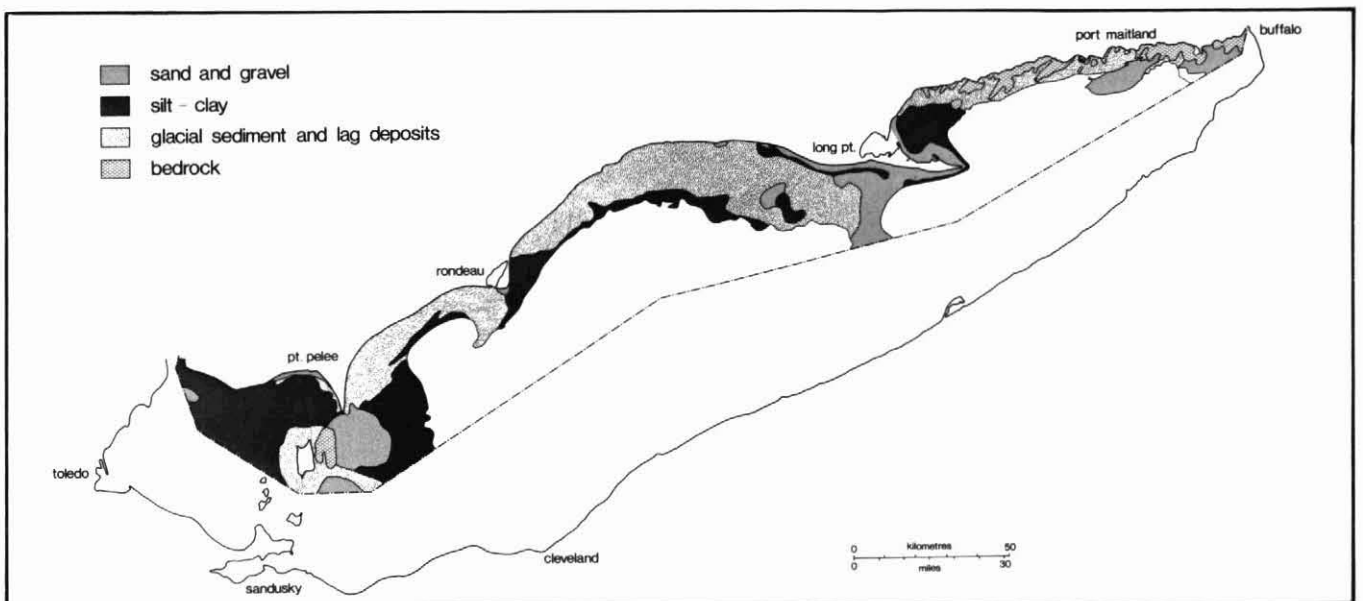 sand and gravel
silt - clay
glacial sediment and lag deposits
bedrock
port maitland
buffalo
long pt.
rondeau
pt. pelee
toledo
sandusky
cleveland
0 kilometres 50
0 miles 30